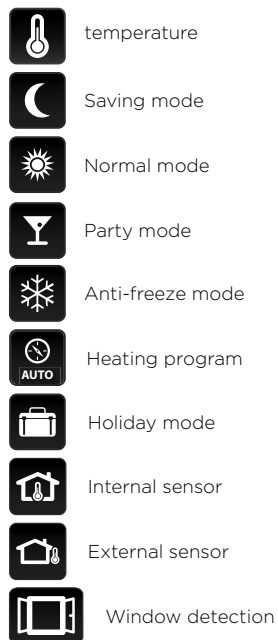 temperature
Saving mode
Normal mode
Party mode
Anti-freeze mode
AUTO
Heating program
Holiday mode
Internal sensor
External sensor
Window detection